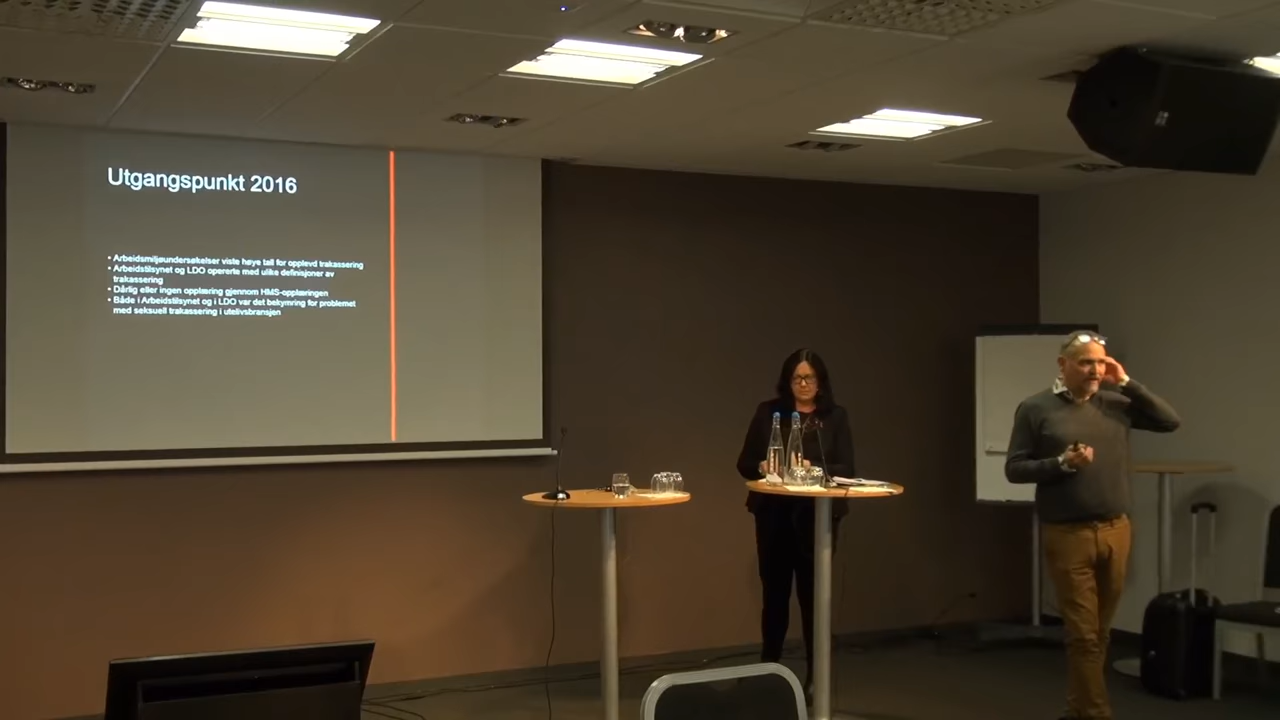 Utgangspunkt 2016
• Arbeidsmiljøundersøkelser viste høye tall for opplevd trakassering
• Arbeidstilsynet og LDO opererte med ulike definisjoner av
trakassering
• Dårlig eller ingen opplæring gjennom HMS-opplæringen
• Både i Arbeidstilsynet og i LDO var det bekymring for problemet
med seksuell trakassering i utelivsbransjen